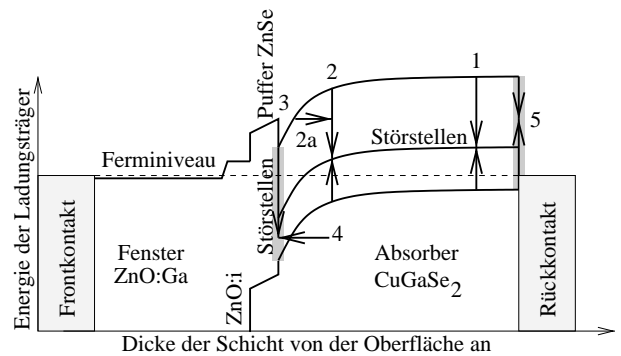 Energie der Ladungsträger
Frontkontakt
Ferminiveau
Fenster
ZnO:Ga
ZnO:i
Puffer ZnSe
Störstellen
3
2
2a
1
Störstellen
4
5
Absorber
CuGaSe2
Rückkontakt
Dicke der Schicht von der Oberfläche an